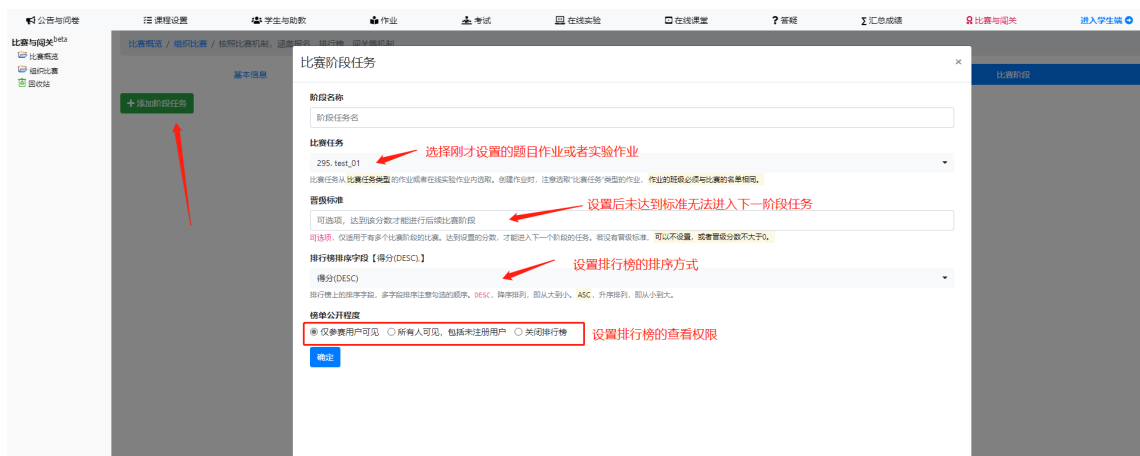 公告与问卷 课程设置 学生与助教 作业 考试 在线实验 在线课堂 ?答疑 Σ汇总成绩 比赛与闯关 进入学生端
比赛与闯关beta
比赛概览
组织比赛
回收站
比赛概览 / 组织比赛 / 按照比赛机制,涵盖报名、排行榜、闯关等机制
基本信息
比赛阶段
+添加阶段任务
比赛阶段任务 ×
阶段名称
阶段任务名
比赛任务
选择刚才设置的题目作业或者实验作业
295. test_01
比赛任务从 比赛任务类型 的作业或者在线实验作业内选取。创建作业时,注意选取"比赛任务"类型的作业, 作业的班级必须与比赛的名单相同。
晋级标准
设置后未达到标准无法进入下一阶段任务
可选项,达到该分数才能进行后续比赛阶段
可选项,仅适用于有多个比赛阶段的比赛。达到设置的分数,才能进入下一个阶段的任务。若没有晋级标准, 可以不设置,或者晋级分数不大于0。
排行榜排序字段【得分(DESC),】
设置排行榜的排序方式
得分(DESC)
排行榜上的排序字段,多字段排序注意勾选的顺序。DESC,降序排列,即从大到小。ASC,升序排列,即从小到大。
榜单公开程度
仅参赛用户可见 所有人可见,包括未注册用户 关闭排行榜
设置排行榜的查看权限
确定